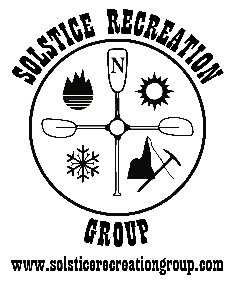 SOLSTICE RECREATION
N
GROUP
www.solsticerecreationgroup.com